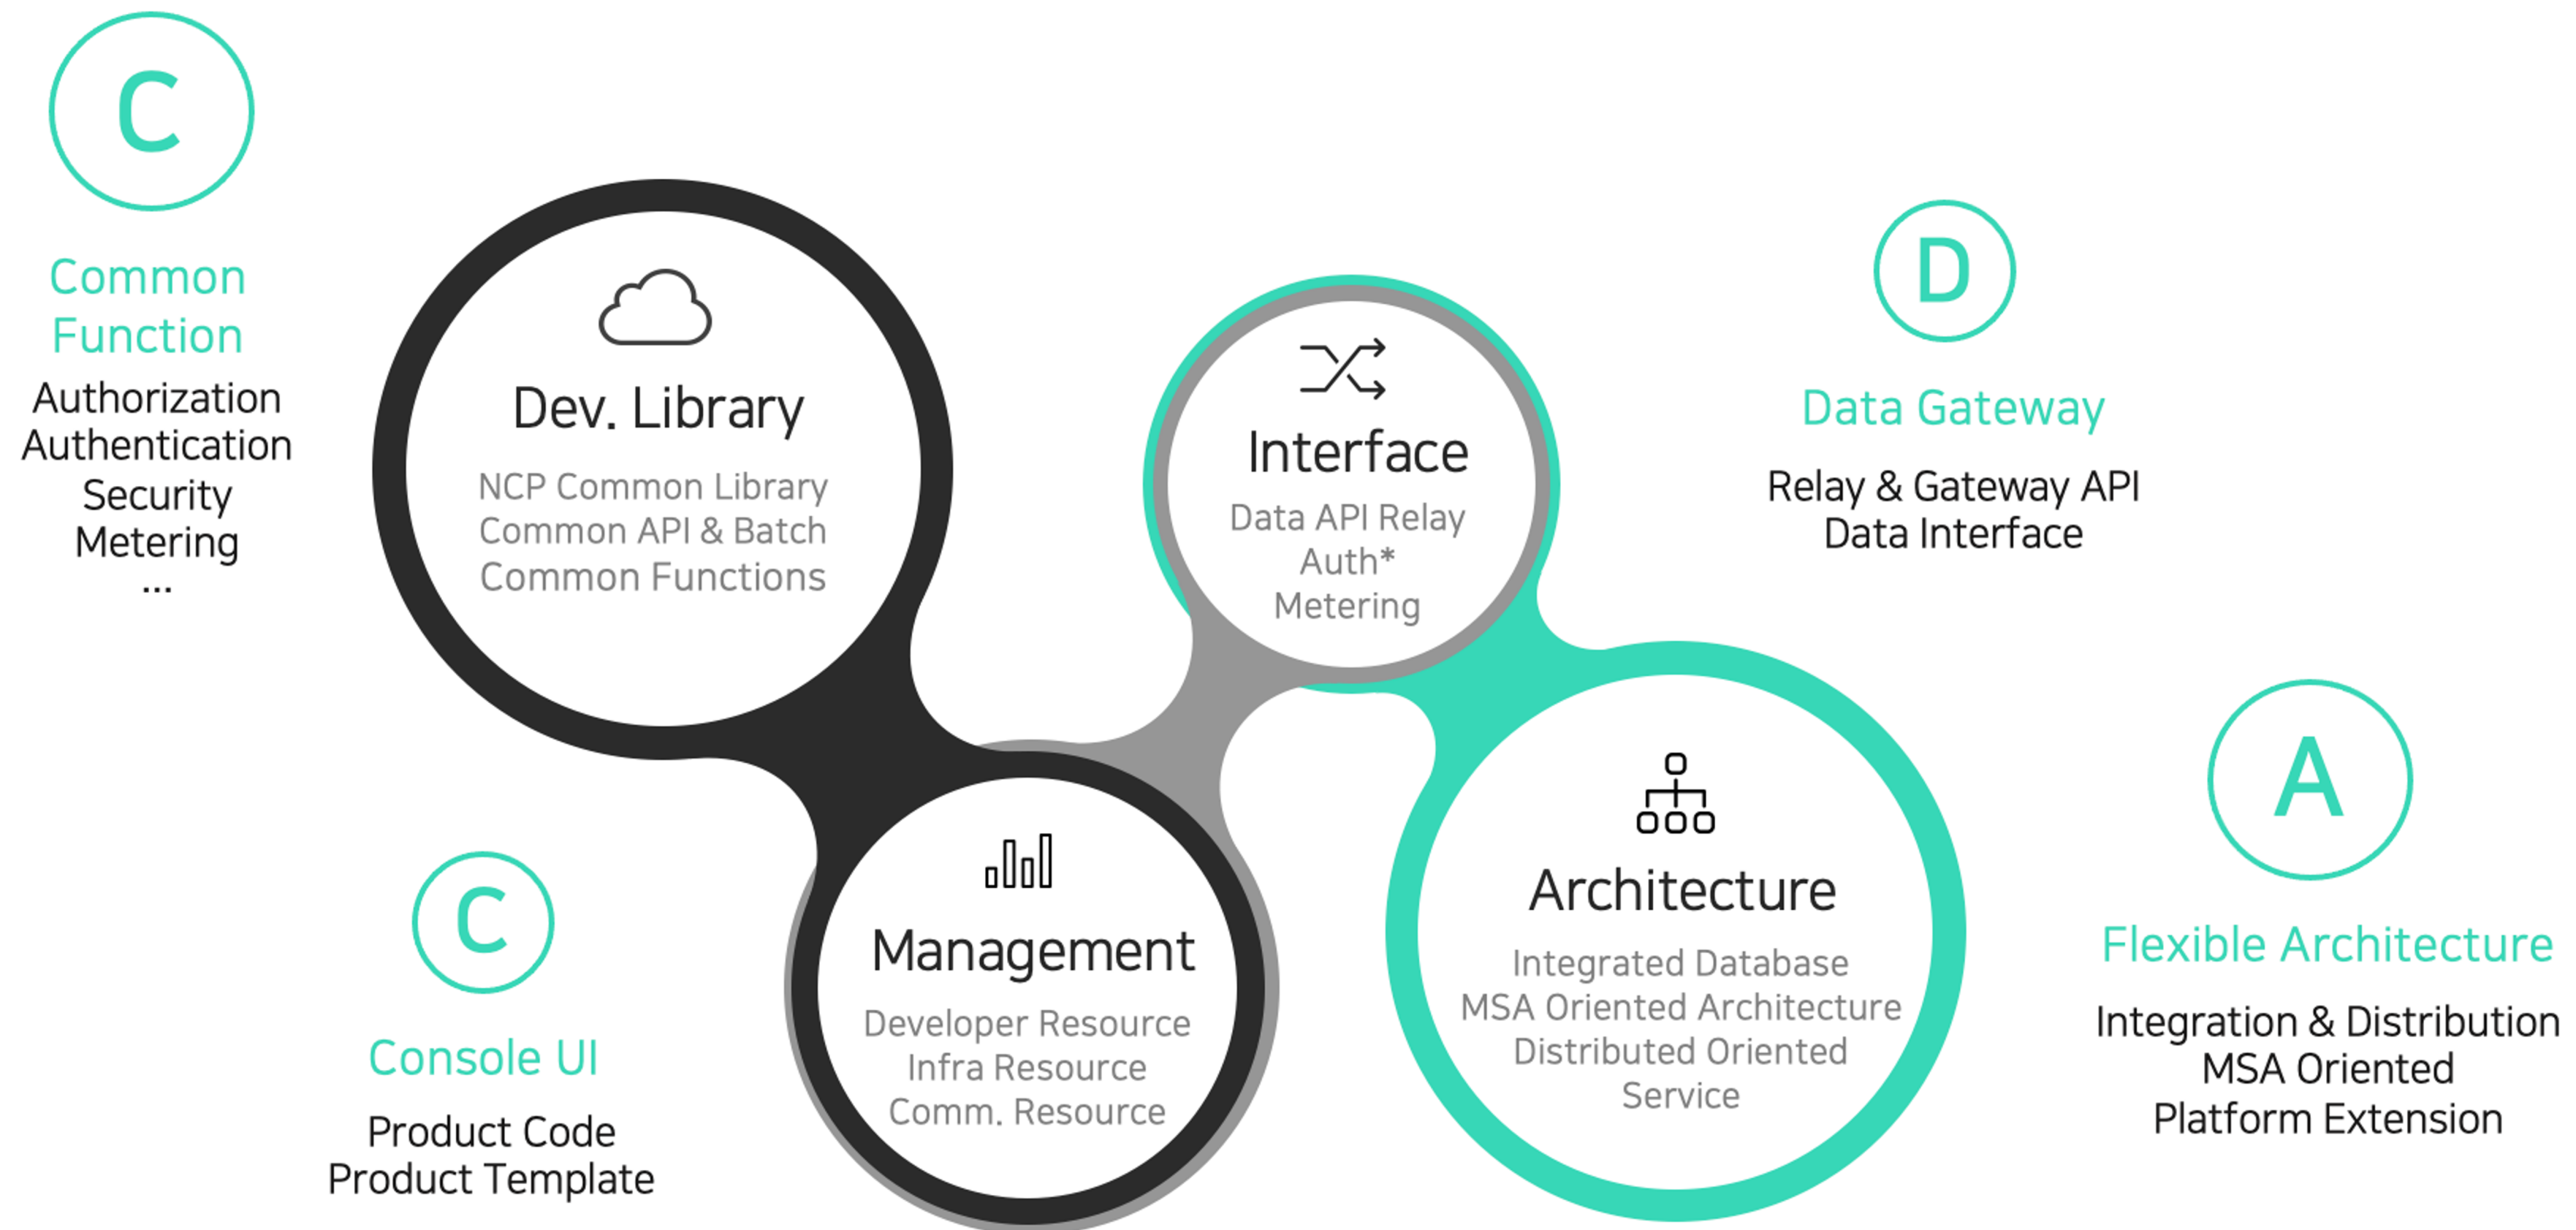 C
Common
Function
Authorization
Authentication
Security
Metering
...
Dev. Library
NCP Common Library
Common API & Batch
Common Functions
C
Console UI
Product Code
Product Template
Management
Developer Resource
Infra Resource
Comm. Resource
Interface
Data API Relay
Auth*
Metering
D
Data Gateway
Relay & Gateway API
Data Interface
Architecture
Integrated Database
MSA Oriented Architecture
Distributed Oriented
Service
A
Flexible Architecture
Integration & Distribution
MSA Oriented
Platform Extension